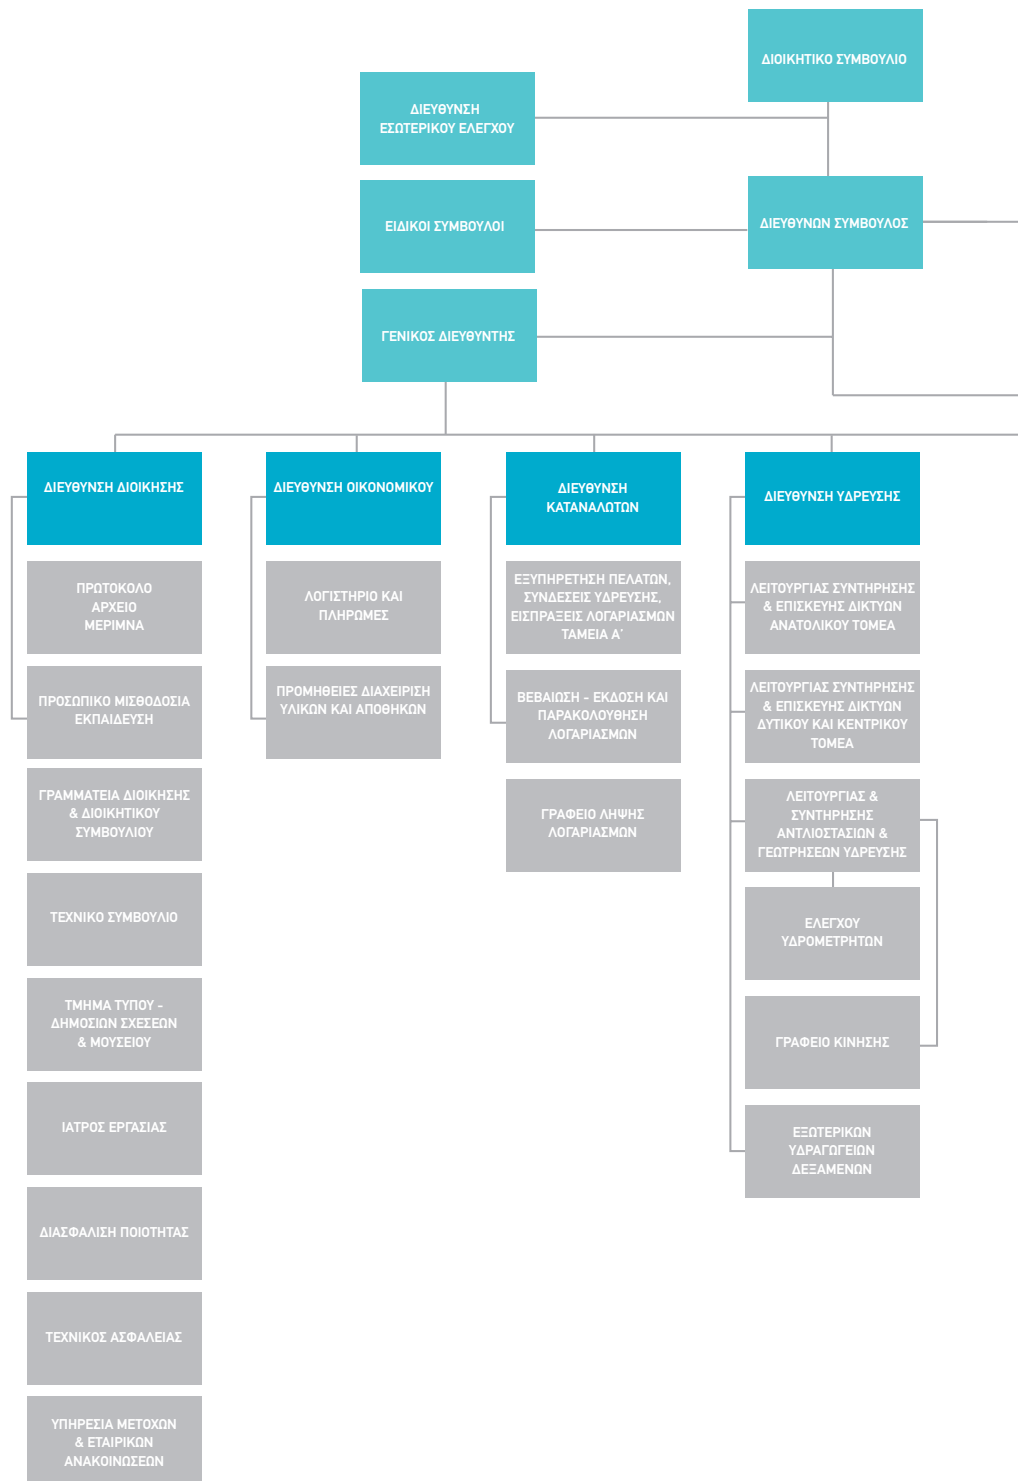 ΔΙΟΙΚΗΤΙΚΟ ΣΥΜΒΟΥΛΙΟ
ΔΙΕΥΘΥΝΣΗ
ΕΣΩΤΕΡΙΚΟΥ ΕΛΕΓΧΟΥ
ΕΙΔΙΚΟΙ ΣΥΜΒΟΥΛΟΙ
ΔΙΕΥΘΥΝΩΝ ΣΥΜΒΟΥΛΟΣ
ΓΕΝΙΚΟΣ ΔΙΕΥΘΥΝΤΗΣ
ΔΙΕΥΘΥΝΣΗ ΔΙΟΙΚΗΣΗΣ
ΠΡΩΤΟΚΟΛΟ
ΑΡΧΕΙΟ
ΜΕΡΙΜΝΑ
ΠΡΟΣΩΠΙΚΟ ΜΙΣΘΟΔΟΣΙΑ
ΕΚΠΑΙΔΕΥΣΗ
ΓΡΑΜΜΑΤΕΙΑ ΔΙΟΙΚΗΣΗΣ
& ΔΙΟΙΚΗΤΙΚΟΥ
ΣΥΜΒΟΥΛΙΟΥ
ΤΕΧΝΙΚΟ ΣΥΜΒΟΥΛΙΟ
ΤΜΗΜΑ ΤΥΠΟΥ -
ΔΗΜΟΣΙΩΝ ΣΧΕΣΕΩΝ
& ΜΟΥΣΕΙΟΥ
ΙΑΤΡΟΣ ΕΡΓΑΣΙΑΣ
ΔΙΑΣΦΑΛΙΣΗ ΠΟΙΟΤΗΤΑΣ
ΤΕΧΝΙΚΟΣ ΑΣΦΑΛΕΙΑΣ
ΥΠΗΡΕΣΙΑ ΜΕΤΟΧΩΝ
& ΕΤΑΙΡΙΚΩΝ
ΑΝΑΚΟΙΝΩΣΕΩΝ
ΔΙΕΥΘΥΝΣΗ ΟΙΚΟΝΟΜΙΚΟΥ
ΛΟΓΙΣΤΗΡΙΟ ΚΑΙ
ΠΛΗΡΩΜΕΣ
ΠΡΟΜΗΘΕΙΕΣ ΔΙΑΧΕΙΡΙΣΗ
ΥΛΙΚΩΝ ΚΑΙ ΑΠΟΘΗΚΩΝ
ΔΙΕΥΘΥΝΣΗ
ΚΑΤΑΝΑΛΩΤΩΝ
ΕΞΥΠΗΡΕΤΗΣΗ ΠΕΛΑΤΩΝ,
ΣΥΝΔΕΣΕΙΣ ΥΔΡΕΥΣΗΣ,
ΕΙΣΠΡΑΞΕΙΣ ΛΟΓΑΡΙΑΣΜΩΝ
ΤΑΜΕΙΑ Α'
ΒΕΒΑΙΩΣΗ - ΕΚΔΟΣΗ ΚΑΙ
ΠΑΡΑΚΟΛΟΥΘΗΣΗ
ΛΟΓΑΡΙΑΣΜΩΝ
ΓΡΑΦΕΙΟ ΛΗΨΗΣ
ΛΟΓΑΡΙΑΣΜΩΝ
ΔΙΕΥΘΥΝΣΗ ΥΔΡΕΥΣΗΣ
ΛΕΙΤΟΥΡΓΙΑΣ ΣΥΝΤΗΡΗΣΗΣ
& ΕΠΙΣΚΕΥΗΣ ΔΙΚΤΥΩΝ
ΑΝΑΤΟΛΙΚΟΥ ΤΟΜΕΑ
ΛΕΙΤΟΥΡΓΙΑΣ ΣΥΝΤΗΡΗΣΗΣ
& ΕΠΙΣΚΕΥΗΣ ΔΙΚΤΥΩΝ
ΔΥΤΙΚΟΥ ΚΑΙ ΚΕΝΤΡΙΚΟΥ
ΤΟΜΕΑ
ΛΕΙΤΟΥΡΓΙΑΣ &
ΣΥΝΤΗΡΗΣΗΣ
ΑΝΤΛΙΟΣΤΑΣΙΩΝ &
ΓΕΩΤΡΗΣΕΩΝ ΥΔΡΕΥΣΗΣ
ΕΛΕΓΧΟΥ
ΥΔΡΟΜΕΤΡΗΤΩΝ
ΓΡΑΦΕΙΟ ΚΙΝΗΣΗΣ
ΕΞΩΤΕΡΙΚΩΝ
ΥΔΡΑΓΩΓΕΙΩΝ
ΔΕΞΑΜΕΝΩΝ